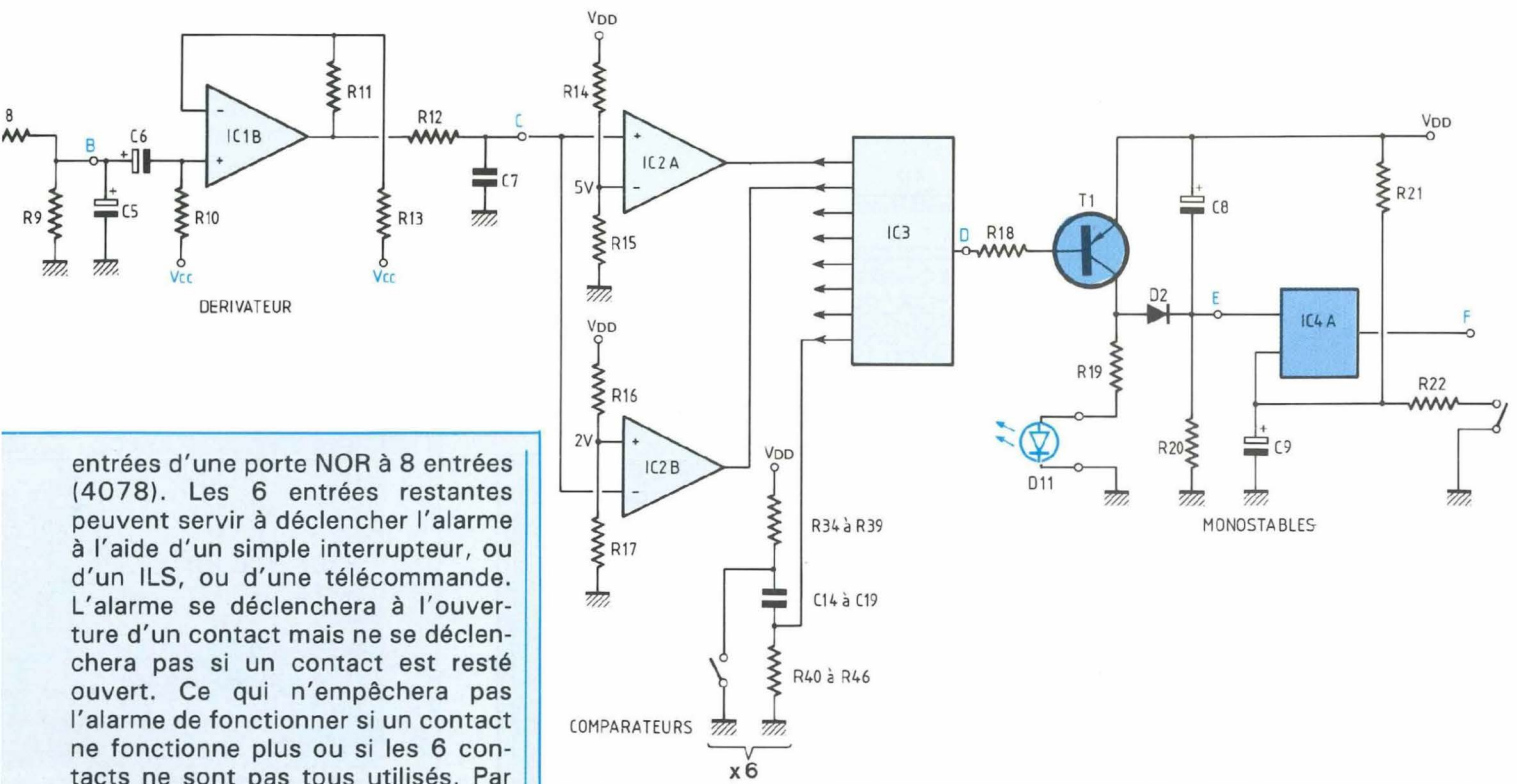 8
B
C6
+
R9
+
C5
R10
Vcc
-
+
IC1B
R11
R12
R13
Vcc
C
C7
DERIVATEUR
VDD
R14
5V
R15
+
-
IC2A
VDD
R16
2V
R17
+
-
IC2B
IC3
VDD
R34 à R39
C14 à C19
R40 à R46
COMPARATEURS
x6
D
R18
T1
VDD
+
C8
R21
D2
E
R19
D11
R20
IC4A
F
+
C9
R22
MONOSTABLES
entrées d'une porte NOR à 8 entrées
(4078). Les 6 entrées restantes
peuvent servir à déclencher l'alarme
à l'aide d'un simple interrupteur, ou
d'un ILS, ou d'une télécommande.
L'alarme se déclenchera à l'ouver-
ture d'un contact mais ne se déclen-
chera pas si un contact est resté
ouvert. Ce qui n'empêchera pas
l'alarme de fonctionner si un contact
ne fonctionne plus ou si les 6 con-
tacts ne sont pas tous utilisés. Par